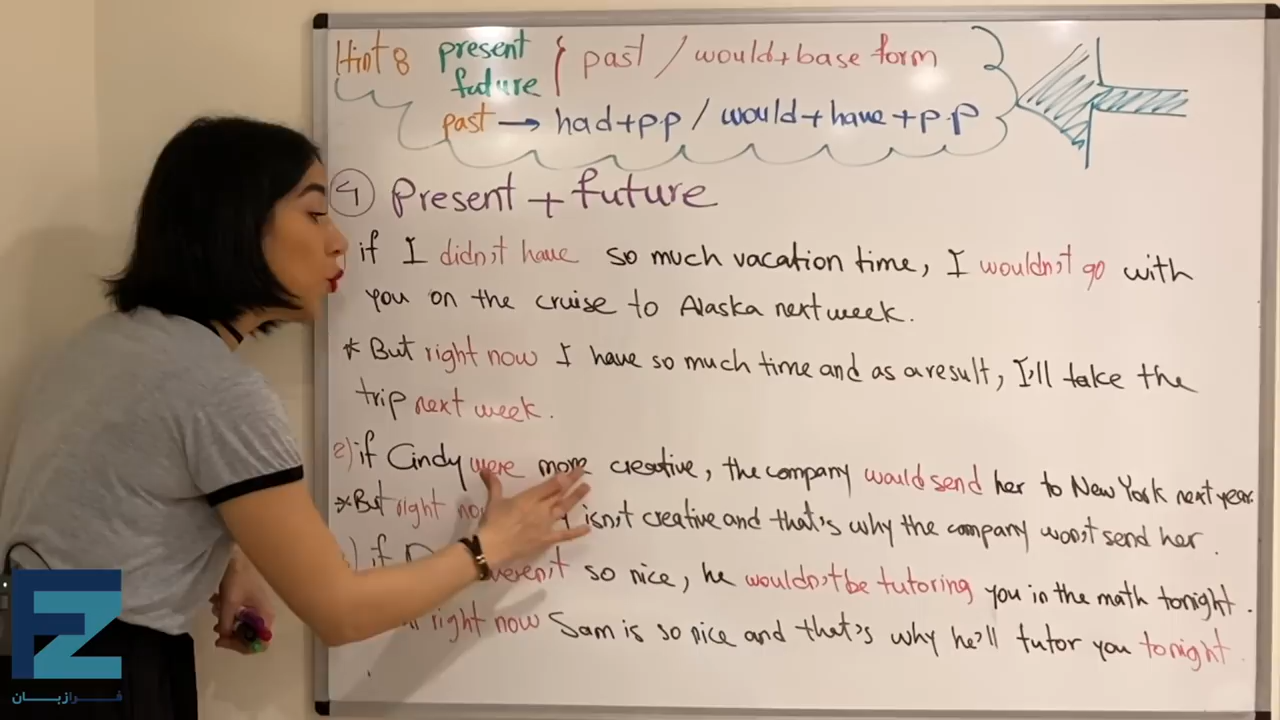 Hint 8 present { past / would+base form
future
past → had+pp / would+have+p.p
4 Present + future
if I didn't have so much vacation time, I wouldn't go with
you on the cruise to Alaska next week.
* But right now I have so much time and as a result, I'll take the
trip next week.
2) if Cindy were more creative, the company would send her to New York next year.
* But right now isn't creative and that's why the company won't send her.
if weren't so nice, he wouldn't be tutoring you in the math tonight.
right now Sam is so nice and that's why he'll tutor you tonight.
FZ
فرازبان